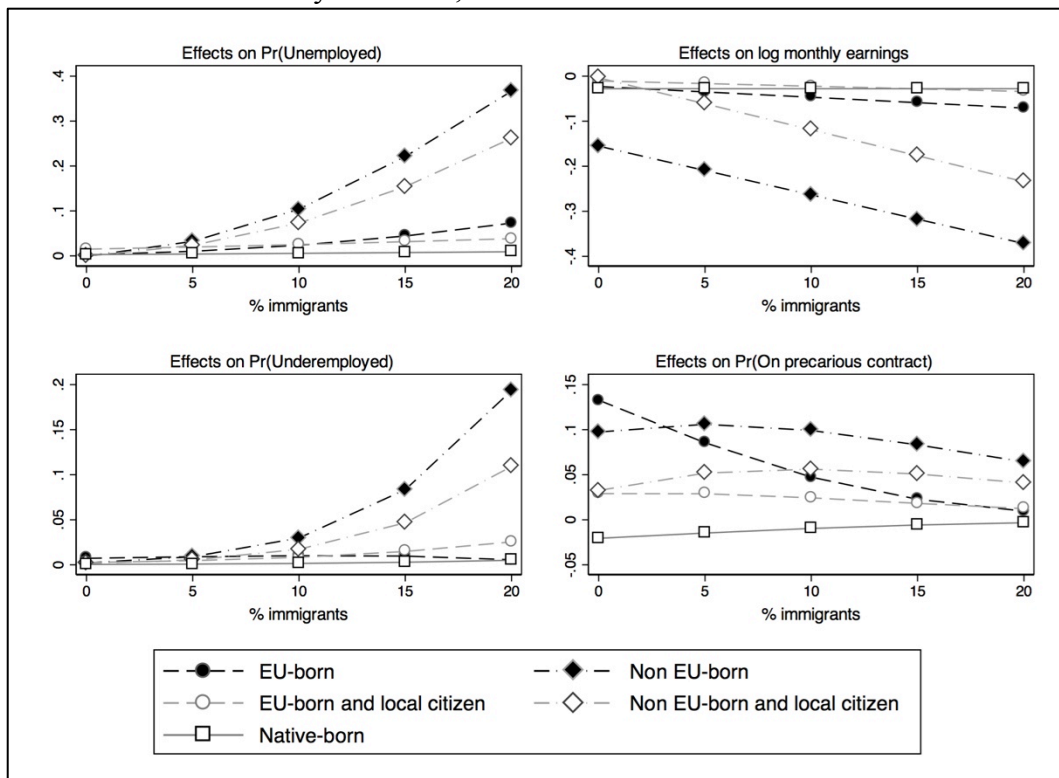 Effects on Pr(Unemployed)
.4
.3
.2
.1
0
0 5 10 15 20
% immigrants
Effects on log monthly earnings
0
-.1
-.2
-.3
-.4
0 5 10 15 20
% immigrants
Effects on Pr(Underemployed)
.2
.15
.1
.05
0
0 5 10 15 20
% immigrants
Effects on Pr(On precarious contract)
.15
.1
.05
0
-.05
0 5 10 15 20
% immigrants
EU-born
Non EU-born
EU-born and local citizen
Non EU-born and local citizen
Native-born